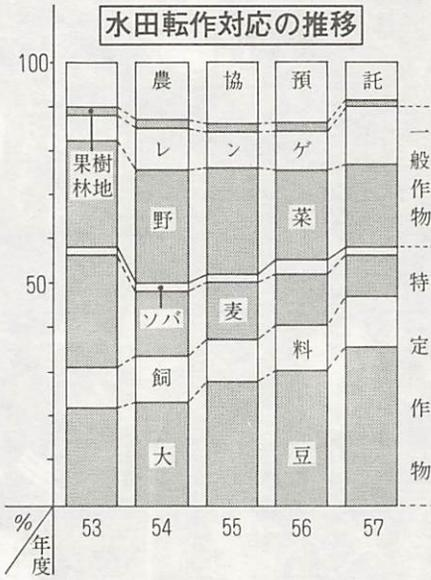 水田転作対応の推移
100
農協預託
レンゲ
果樹
林地
野菜
一般作物
50
ソバ
麦
飼料
大豆
特定作物
%
年度
53
54
55
56
57